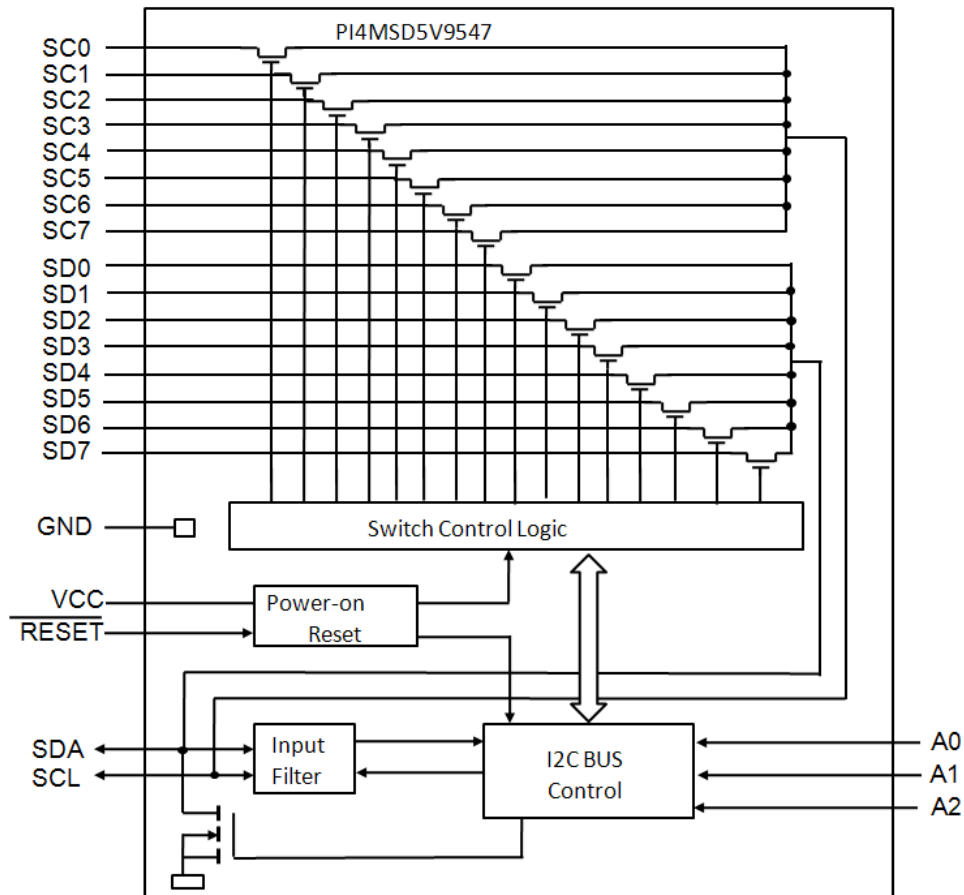 PI4MSD5V9547
SC0
SC1
SC2
SC3
SC4
SC5
SC6
SC7
SD0
SD1
SD2
SD3
SD4
SD5
SD6
SD7
GND
Switch Control Logic
VCC
RESET
Power-on
Reset
SDA
SCL
Input
Filter
I2C BUS
Control
A0
A1
A2